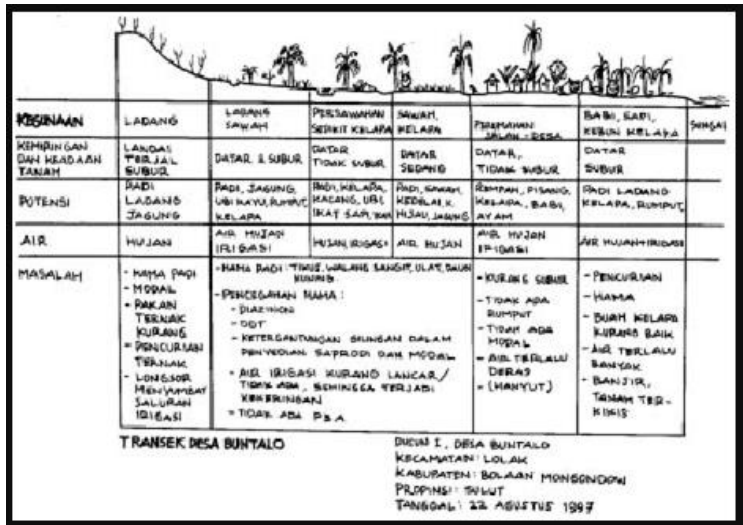 KEGUNAAN
LADANG
LADANG
SAWAH
PERSAWAHAN
SEDIKIT KELAPA
SAWAH,
KELAPA
PERUMAHAN
JALAN - DESA
BABI, SAPI,
KEBUN KELAPA
SUNGAI
KEMIRINGAN
DAN KEADAAN
TANAH
LANDAI
TERJAL
SUBUR
DATAR & SUBUR
DATAR
TIDAK SUBUR
DATAR
SEDANG
DATAR,
TIDAK SUBUR
DATAR
SUBUR
POTENSI
PADI
LADANG
JAGUNG
PADI, JAGUNG,
UBI KAYU, RUMPUT,
KELAPA
PADI, KELAPA,
KACANG, UBI,
IKAT SAPI,
PADI, SAWAH,
KEDELAI, K.
HIJAU, JAGUNG
REMPAH, PISANG,
KELAPA, BABI,
AYAM
PADI LADANG
KELAPA, RUMPUT,
AIR
HUJAN
AIR HUJAN
IRIGASI
HUJAN, IRIGASI
AIR HUJAN
AIR HUJAN
IRIGASI
AIR HUJAN+IRIGASI
MASALAH
- HAMA PADI
- MODAL
- PAKAN
TERNAK
KURANG
- PENCURIAN
TERNAK
- LONGSOR
MENYUMBAT
SALURAN
IRIGASI
- HAMA PADI: TIKUS, WALANG SANGIT, ULAT, DAUN
KUNING.
- PENCEGAHAN HAMA:
- DIAZINON
- DDT
- KETERGANTUNGAN DALAM
PENYEDIAN SAPRODI DAN MODAL
- AIR IRIGASI KURANG LANCAR/
TIDAK ADA, SEHINGGA TERJADI
KEKERINGAN
- TIDAK ADA P3A
- KURANG SUBUR
- TIDAK ADA
RUMPUT
- TIDAK ADA
MODAL
- AIR TERLALU
DERAS
- (HANYUT)
- PENCURIAN
- HAMA
- BUAH KELAPA
KURANG BAIK
- AIR TERLALU
BANYAK
- BANJIR,
TANAH TER-
KIKIS
TRANSEK DESA BUNTALO
DUSUN I, DESA BUNTALO
KECAMATAN: LOLAK
KABUPATEN: BOLAAN MONGONDOW
PROPINSI: SULUT
TANGGAL: 22 AGUSTUS 1997